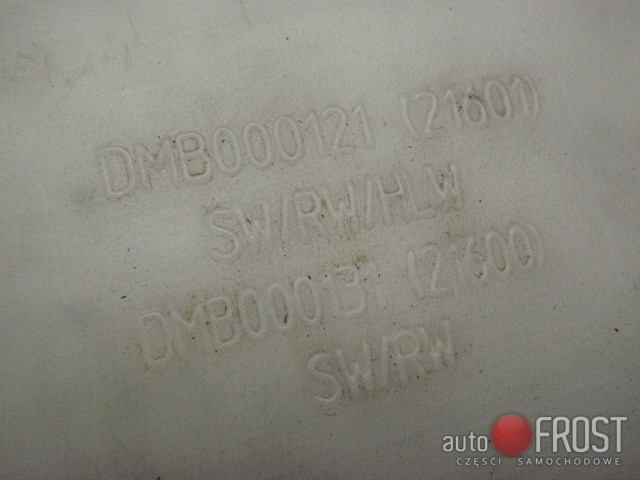 DMB000121 (21601)
SW/RW/HLW
DMB000131 (21600)
SW/RW
auto FROST
CZĘŚCI SAMOCHODOWE